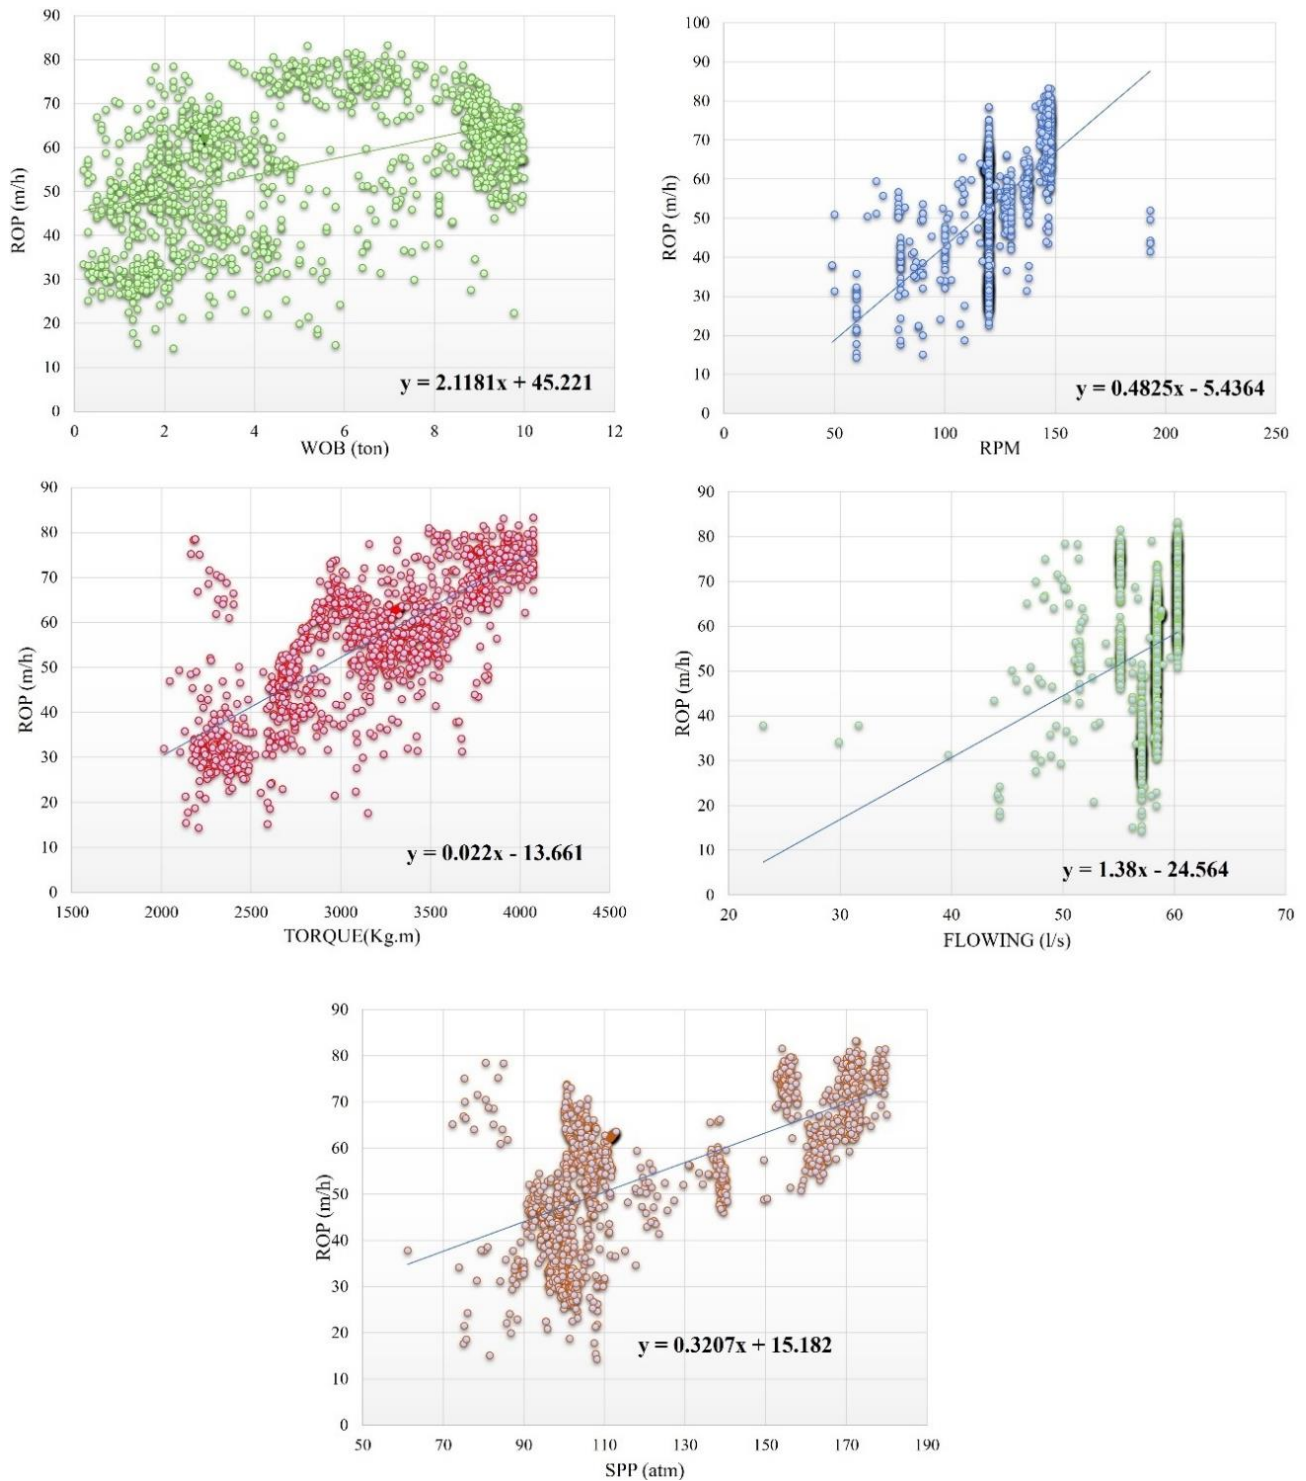 90
80
70
60
50
40
30
20
10
0
ROP (m/h)
y = 2.1181x + 45.221
0 2 4 6 8 10 12
WOB (ton)
100
90
80
70
60
50
40
30
20
10
0
ROP (m/h)
y = 0.4825x - 5.4364
0 50 100 150 200 250
RPM
90
80
70
60
50
40
30
20
10
0
ROP (m/h)
y = 0.022x - 13.661
1500 2000 2500 3000 3500 4000 4500
TORQUE(Kg.m)
90
80
70
60
50
40
30
20
10
0
ROP (m/h)
y = 1.38x - 24.564
20 30 40 50 60 70
FLOWING (l/s)
90
80
70
60
50
40
30
20
10
0
ROP (m/h)
y = 0.3207x + 15.182
50 70 90 110 130 150 170 190
SPP (atm)